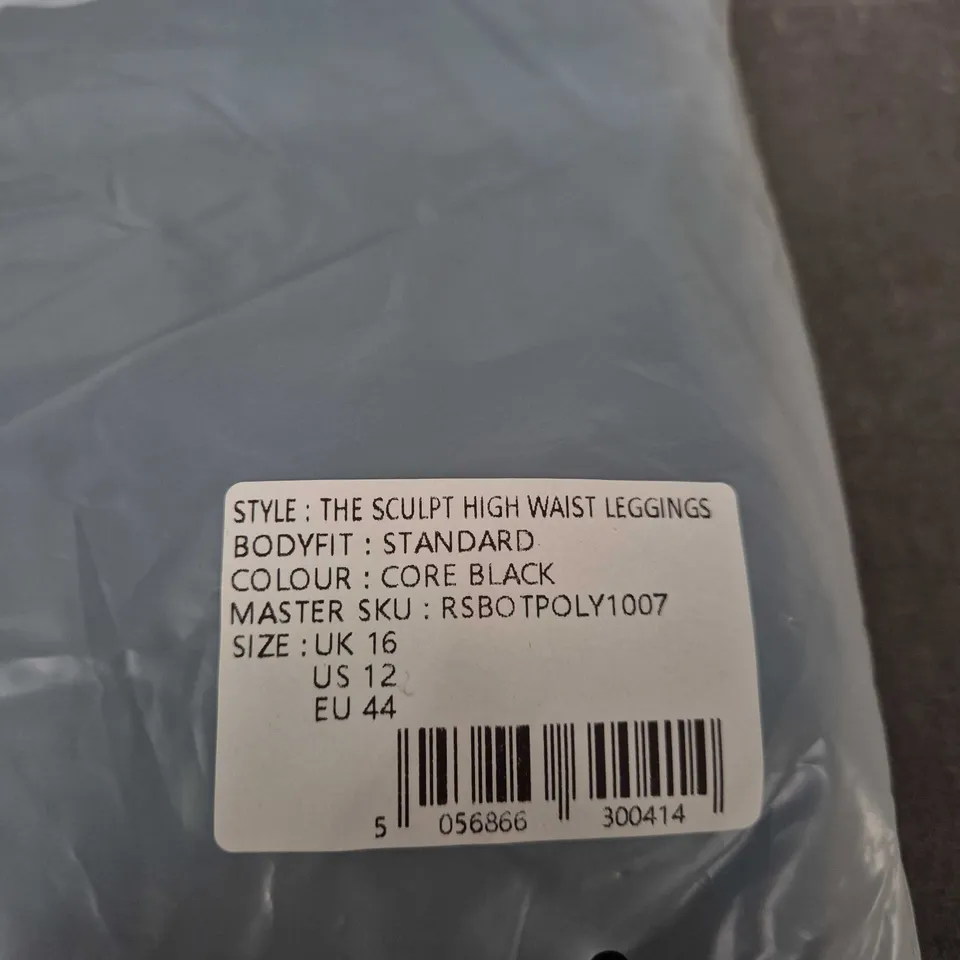 STYLE : THE SCULPT HIGH WAIST LEGGINGS
BODYFIT : STANDARD
COLOUR : CORE BLACK
MASTER SKU : RSBOTPOLY1007
SIZE : UK 16
US 12
EU 44
5 056866 300414